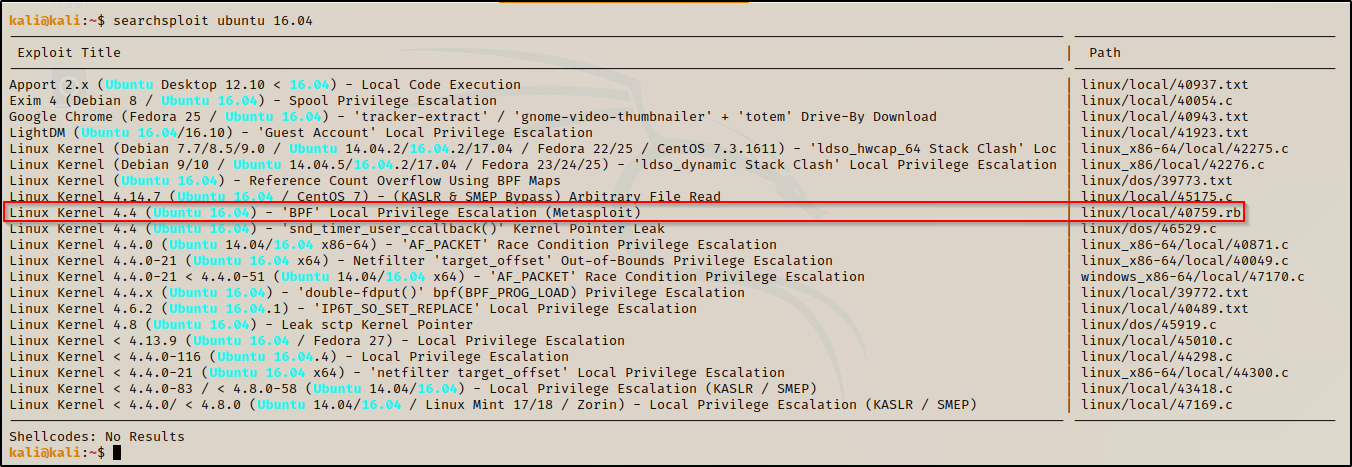 kali@kali:~$ searchsploit ubuntu 16.04
Exploit Title | Path
Apport 2.x (Ubuntu Desktop 12.10 < 16.04) - Local Code Execution | linux/local/40937.txt
Exim 4 (Debian 8 / Ubuntu 16.04) - Spool Privilege Escalation | linux/local/40054.c
Google Chrome (Fedora 25 / Ubuntu 16.04) - 'tracker-extract' / 'gnome-video-thumbnailer' + 'totem' Drive-By Download | linux/local/40943.txt
LightDM (Ubuntu 16.04/16.10) - 'Guest Account' Local Privilege Escalation | linux/local/41923.txt
Linux Kernel (Debian 7.7/8.5/9.0 / Ubuntu 14.04.2/16.04.2/17.04 / Fedora 22/25 / CentOS 7.3.1611) - 'ldso_hwcap_64 Stack Clash' Loc | linux_x86-64/local/42275.c
Linux Kernel (Debian 9/10 / Ubuntu 14.04.5/16.04.2/17.04 / Fedora 23/24/25) - 'ldso_dynamic Stack Clash' Local Privilege Escalation | linux_x86/local/42276.c
Linux Kernel (Ubuntu 16.04) - Reference Count Overflow Using BPF Maps | linux/dos/39773.txt
Linux Kernel 4.14.7 (Ubuntu 16.04 / CentOS 7) - (KASLR & SMEP Bypass) Arbitrary File Read | linux/local/45175.c
Linux Kernel 4.4 (Ubuntu 16.04) - 'BPF' Local Privilege Escalation (Metasploit) | linux/local/40759.rb
Linux Kernel 4.4 (Ubuntu 16.04) - 'snd_timer_user_ccallback()' Kernel Pointer Leak | linux/dos/46529.c
Linux Kernel 4.4.0 (Ubuntu 14.04/16.04 x86-64) - 'AF_PACKET' Race Condition Privilege Escalation | linux_x86-64/local/40871.c
Linux Kernel 4.4.0-21 (Ubuntu 16.04 x64) - Netfilter 'target_offset' Out-of-Bounds Privilege Escalation | linux_x86-64/local/40049.c
Linux Kernel 4.4.0-21 < 4.4.0-51 (Ubuntu 14.04/16.04 x64) - 'AF_PACKET' Race Condition Privilege Escalation | windows_x86-64/local/47170.c
Linux Kernel 4.4.x (Ubuntu 16.04) - 'double-fdput()' bpf(BPF_PROG_LOAD) Privilege Escalation | linux/local/39772.txt
Linux Kernel 4.6.2 (Ubuntu 16.04.1) - 'IP6T_SO_SET_REPLACE' Local Privilege Escalation | linux/local/40489.txt
Linux Kernel 4.8 (Ubuntu 16.04) - Leak sctp Kernel Pointer | linux/dos/45919.c
Linux Kernel < 4.13.9 (Ubuntu 16.04 / Fedora 27) - Local Privilege Escalation | linux/local/45010.c
Linux Kernel < 4.4.0-116 (Ubuntu 16.04.4) - Local Privilege Escalation | linux/local/44298.c
Linux Kernel < 4.4.0-21 (Ubuntu 16.04 x64) - 'netfilter target_offset' Local Privilege Escalation | linux_x86-64/local/44300.c
Linux Kernel < 4.4.0-83 / < 4.8.0-58 (Ubuntu 14.04/16.04) - Local Privilege Escalation (KASLR / SMEP) | linux/local/43418.c
Linux Kernel < 4.4.0/ < 4.8.0 (Ubuntu 14.04/16.04 / Linux Mint 17/18 / Zorin) - Local Privilege Escalation (KASLR / SMEP) | linux/local/47169.c
Shellcodes: No Results
kali@kali:~$